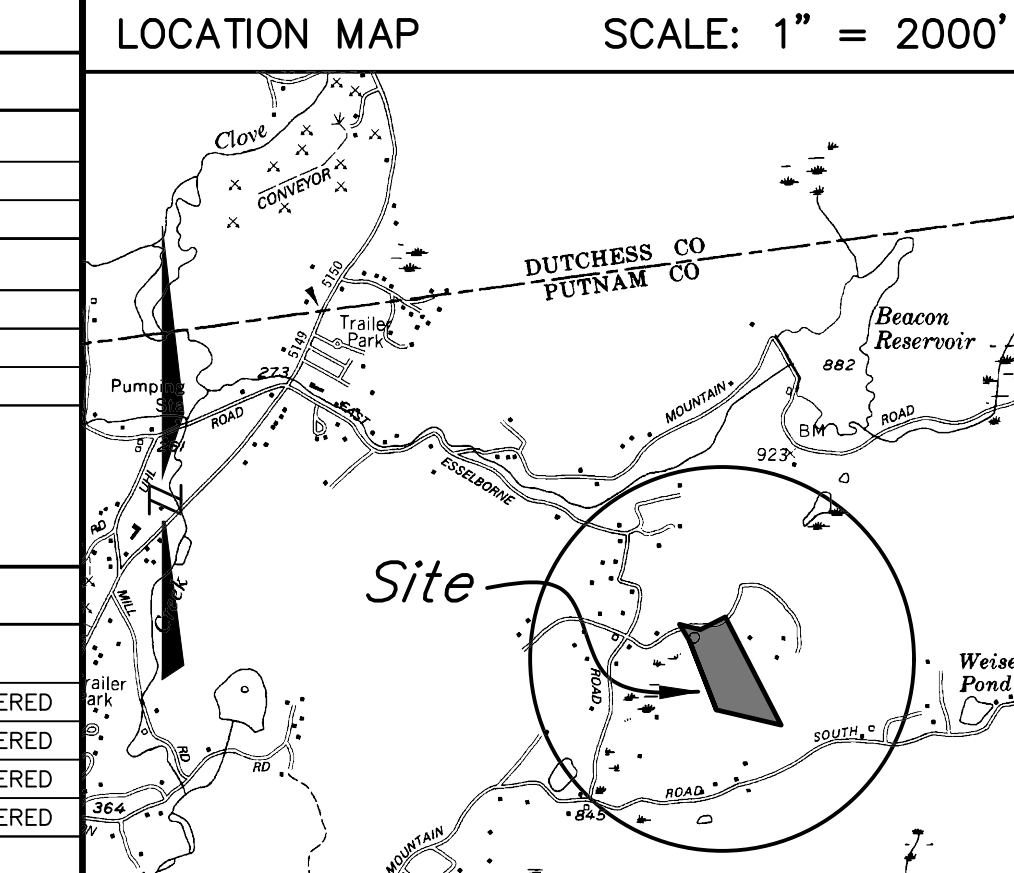 LOCATION MAP
SCALE: 1” = 2000'
Clove
CONVEYOR
DUTCHESS CO
PUTNAM CO
5150
Trailer
Park
5149
Beacon
Reservoir
882
273
Pumping
Sta
ROAD
EAST
MOUNTAIN
ROAD
BM
923
261
UHL
ESSELBORNE
N
RD
Site
MILL
Creek
Weise
Pond
railer
ark
ROAD
ERED
ERED
ERED
ERED
SOUTH
RD
RD
ROAD
364
845
MOUNTAIN